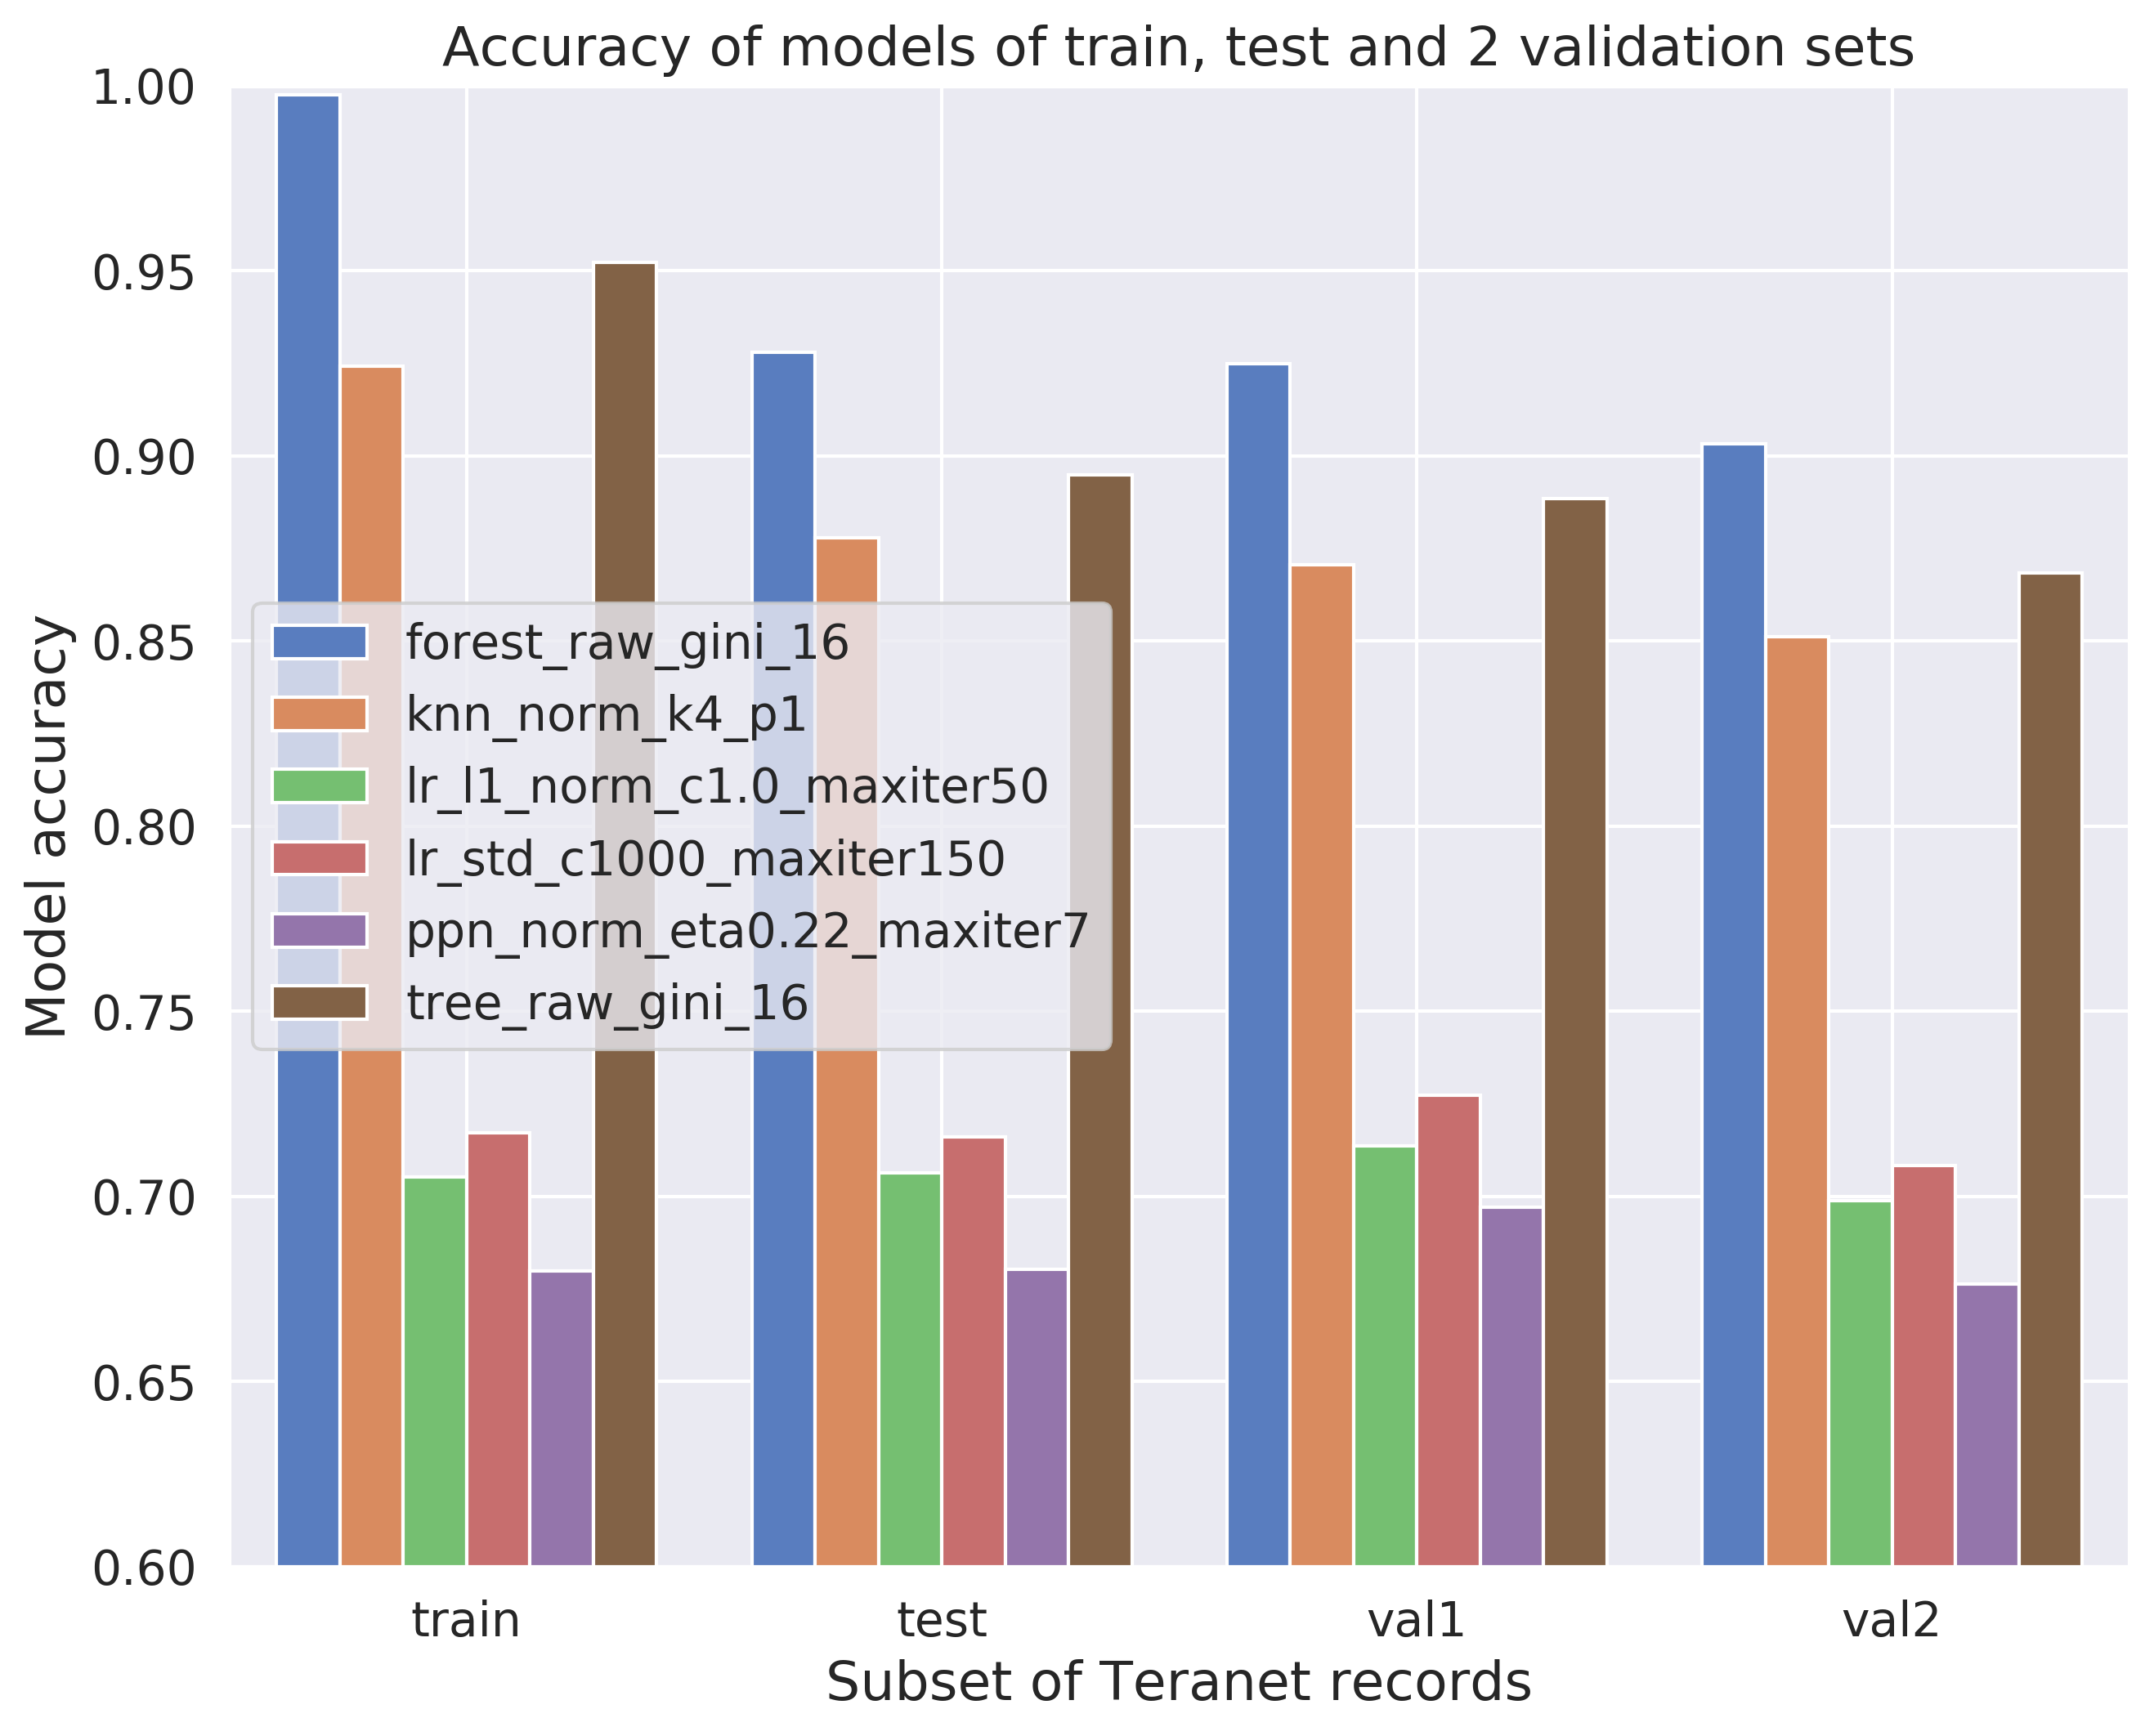 Accuracy of models of train, test and 2 validation sets
1.00
0.95
0.90
0.85
0.80
0.75
0.70
0.65
0.60
Model accuracy
forest_raw_gini_16
knn_norm_k4_p1
lr_l1_norm_c1.0_maxiter50
lr_std_c1000_maxiter150
ppn_norm_eta0.22_maxiter7
tree_raw_gini_16
train test val1 val2
Subset of Teranet records